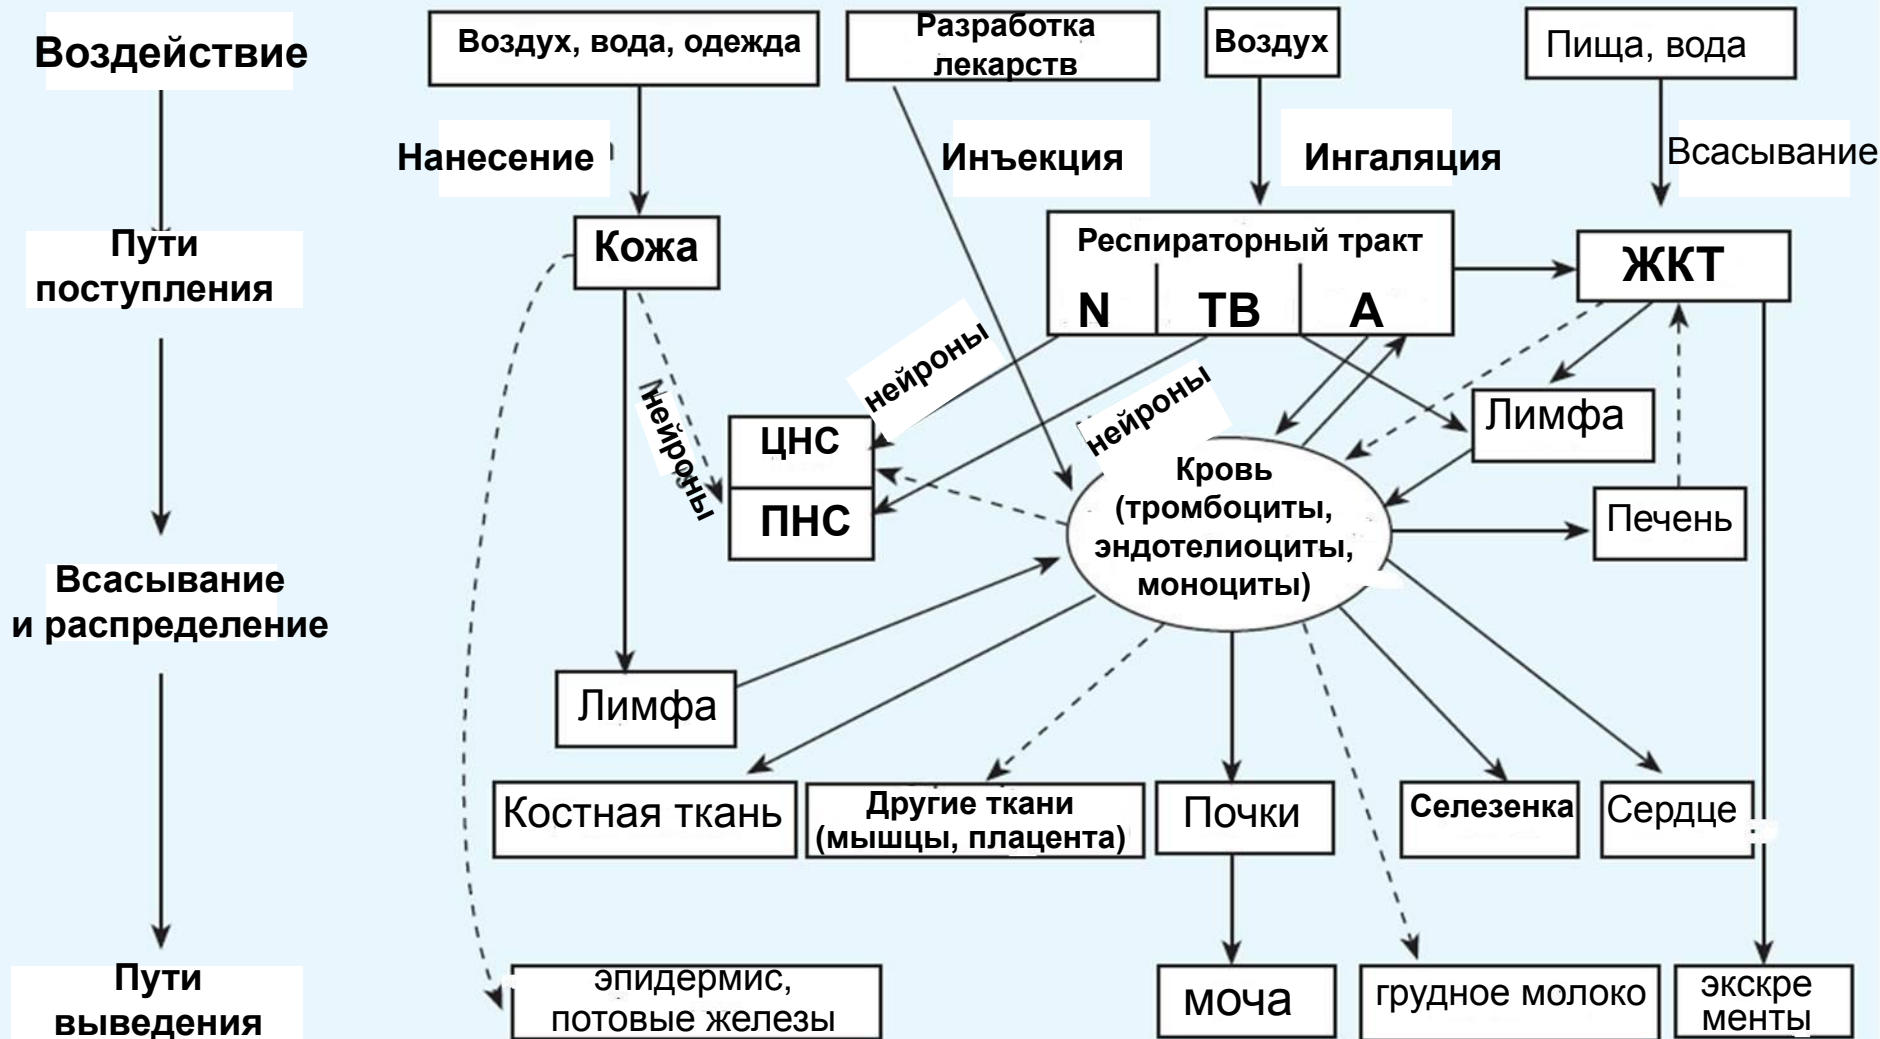 Воздействие
Воздух, вода, одежда
Разработка
лекарств
Воздух
Пища, вода
Нанесение
Инъекция
Ингаляция
Всасывание
Пути
поступления
Кожа
Респираторный тракт
N
TB
A
ЖКТ
нейроны
нейроны
нейроны
ЦНС
ПНС
Лимфа
Кровь
(тромбоциты,
эндотелиоциты,
моноциты)
Печень
Всасывание
и распределение
Лимфа
Костная ткань
Другие ткани
(мышцы, плацента)
Почки
Селезенка
Сердце
Пути
выведения
эпидермис,
потовые железы
моча
грудное молоко
экскре
менты